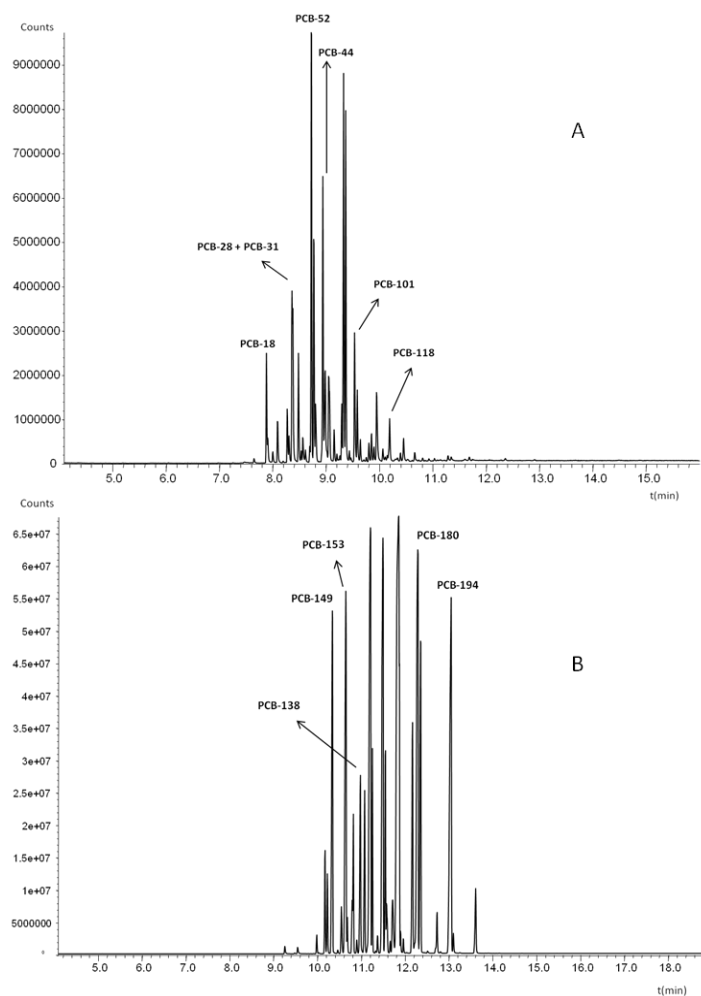 PCB-52
Counts
PCB-44
9000000
8000000
A
7000000
6000000
PCB-28 + PCB-31
5000000
PCB-101
4000000
3000000
PCB-18
PCB-118
2000000
1000000
0
5.0 6.0 7.0 8.0 9.0 10.0 11.0 12.0 13.0 14.0 15.0
t(min)
Counts
6.5e+07
PCB-153
PCB-180
6e+07
5.5e+07
PCB-149
PCB-194
5e+07
4.5e+07
B
4e+07
PCB-138
3.5e+07
3e+07
2.5e+07
2e+07
1.5e+07
1e+07
5000000
0
5.0 6.0 7.0 8.0 9.0 10.0 11.0 12.0 13.0 14.0 15.0 16.0 17.0 18.0
t(min)